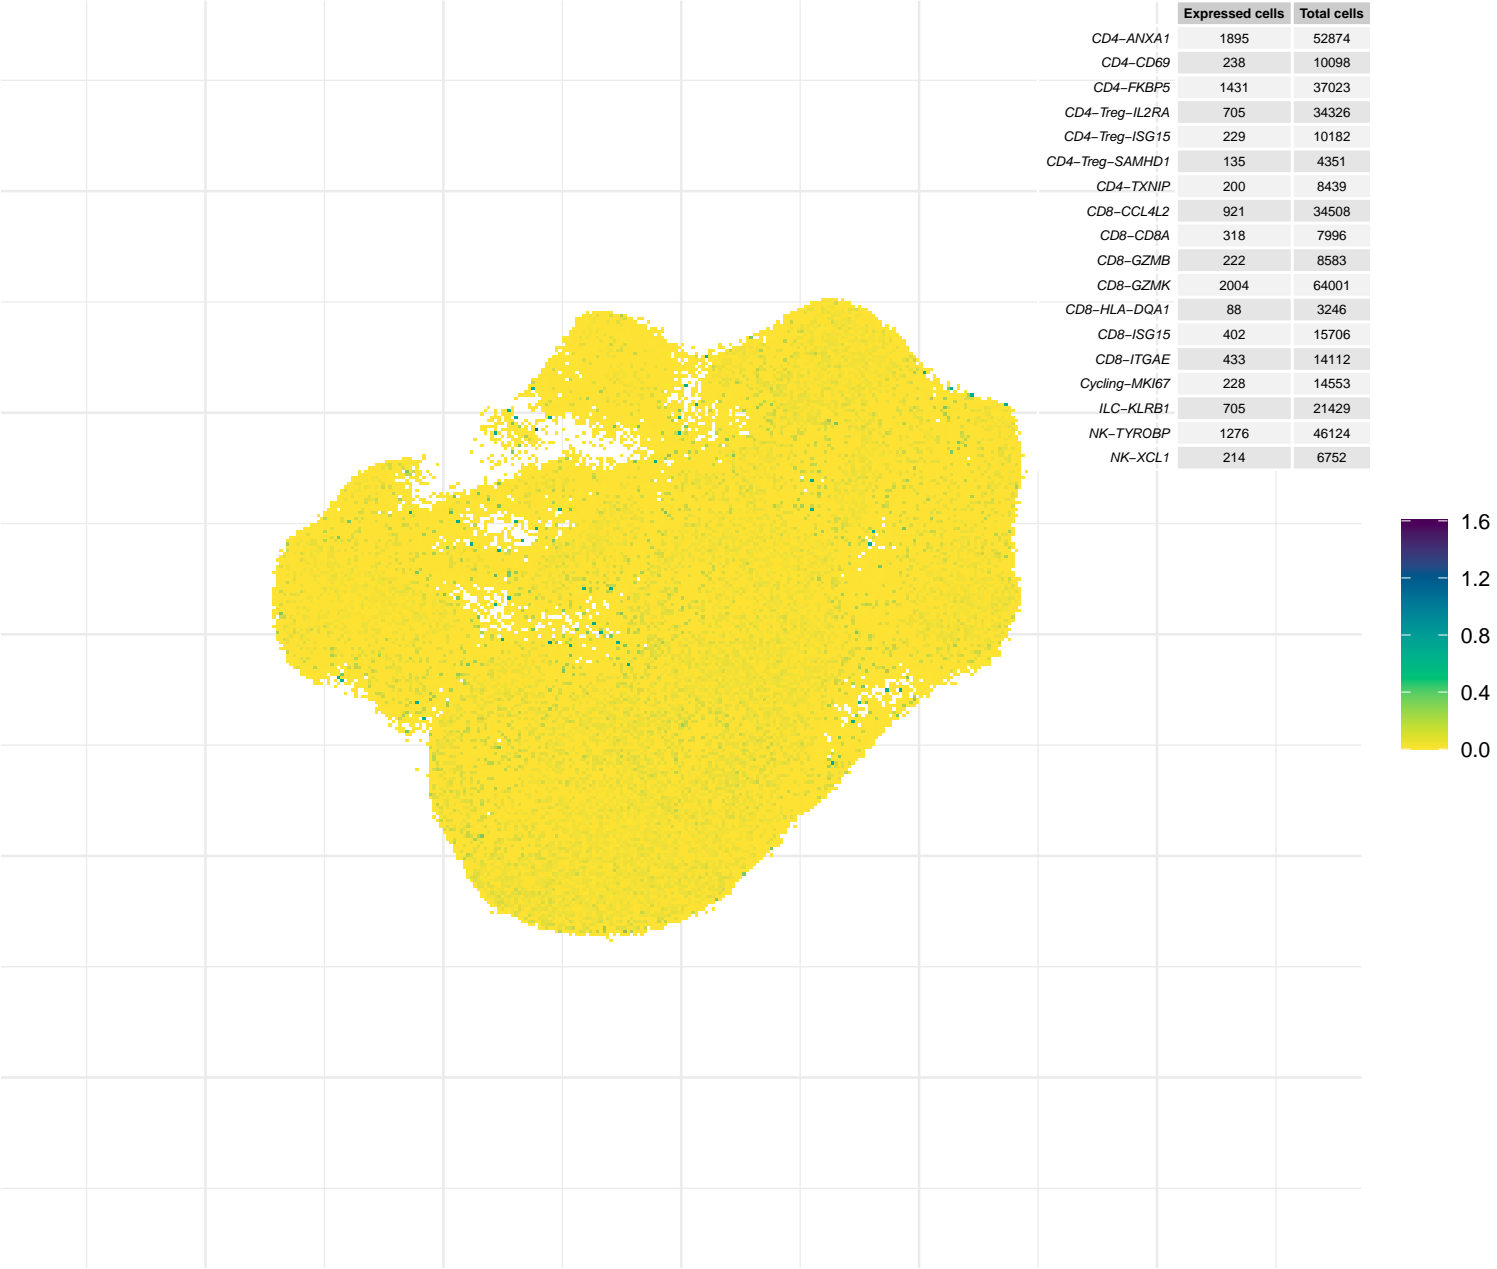 Expressed cells Total cells
CD4−ANXA1 1895 52874
CD4−CD69 238 10098
CD4−FKBP5 1431 37023
CD4−Treg−IL2RA 705 34326
CD4−Treg−ISG15 229 10182
CD4−Treg−SAMHD1 135 4351
CD4−TXNIP 200 8439
CD8−CCL4L2 921 34508
CD8−CD8A 318 7996
CD8−GZMB 222 8583
CD8−GZMK 2004 64001
CD8−HLA−DQA1 88 3246
CD8−ISG15 402 15706
CD8−ITGAE 433 14112
Cycling−MKI67 228 14553
ILC−KLRB1 705 21429
NK−TYROBP 1276 46124
NK−XCL1 214 6752
1.6
1.2
0.8
0.4
0.0